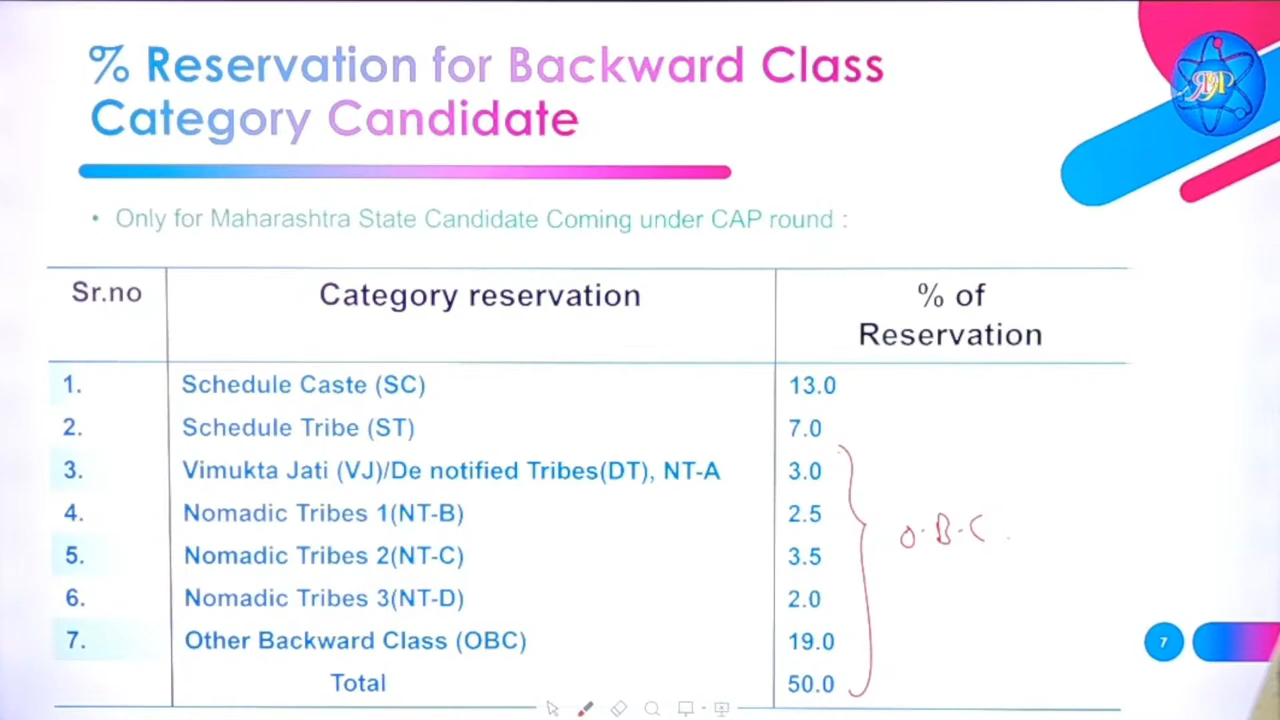 % Reservation for Backward Class
Category Candidate
• Only for Maharashtra State Candidate Coming under CAP round :
Sr.no Category reservation % of
Reservation
1. Schedule Caste (SC) 13.0
2. Schedule Tribe (ST) 7.0
3. Vimukta Jati (VJ)/De notified Tribes(DT), NT-A 3.0
4. Nomadic Tribes 1(NT-B) 2.5
O.B.C.
5. Nomadic Tribes 2(NT-C) 3.5
6. Nomadic Tribes 3(NT-D) 2.0
7. Other Backward Class (OBC) 19.0
7
Total 50.0